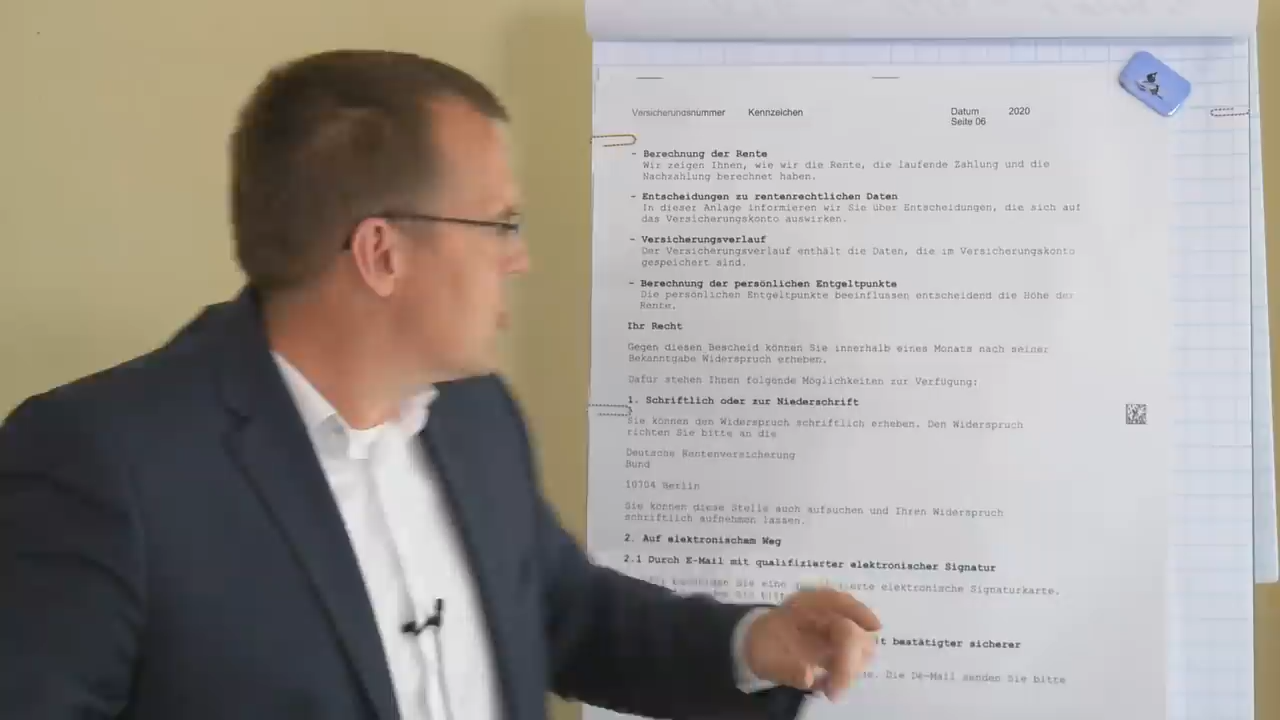 Versicherungsnummer Kennzeichen Datum 2020
Seite 06
- Berechnung der Rente
Wir zeigen Ihnen, wie wir die Rente, die laufende Zahlung und die
Nachzahlung berechnet haben.
- Entscheidungen zu rentenrechtlichen Daten
In dieser Anlage informieren wir Sie über Entscheidungen, die sich auf
das Versicherungskonto auswirken.
- Versicherungsverlauf
Der Versicherungsverlauf enthält die Daten, die im Versicherungskonto
gespeichert sind.
- Berechnung der persönlichen Entgeltpunkte
Die persönlichen Entgeltpunkte beeinflussen entscheidend die Höhe der
Rente.
Ihr Recht
Gegen diesen Bescheid können Sie innerhalb eines Monats nach seiner
Bekanntgabe Widerspruch erheben.
Dafür stehen Ihnen folgende Möglichkeiten zur Verfügung:
1. Schriftlich oder zur Niederschrift
Sie können den Widerspruch schriftlich erheben. Den Widerspruch
richten Sie bitte an die
Deutsche Rentenversicherung
Bund
10704 Berlin
Sie können diese Stelle auch aufsuchen und Ihren Widerspruch
schriftlich aufnehmen lassen.
2. Auf elektronischem Weg
2.1 Durch E-Mail mit qualifizierter elektronischer Signatur
Sie eine elektronische Signaturkarte.
bestätigter sicherer
Die De-Mail senden Sie bitte